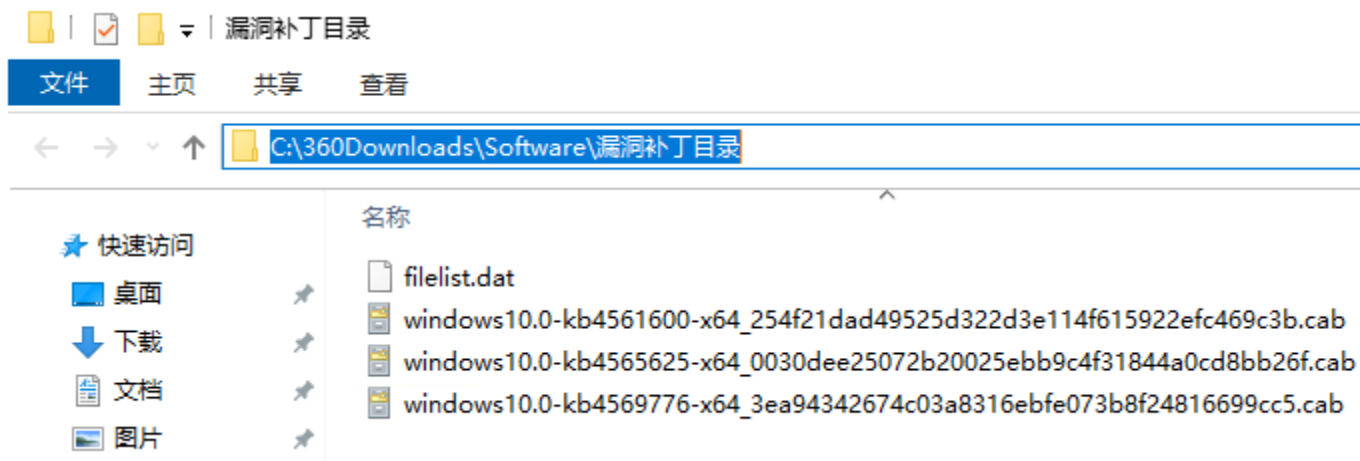 漏洞补丁目录
文件 主页 共享 查看
C:\360Downloads\Software\漏洞补丁目录
名称
快速访问
filelist.dat
桌面
windows10.0-kb4561600-x64_254f21dad49525d322d3e114f615922efc469c3b.cab
下载
windows10.0-kb4565625-x64_0030dee25072b20025ebb9c4f31844a0cd8bb26f.cab
文档
windows10.0-kb4569776-x64_3ea94342674c03a8316ebfe073b8f24816699cc5.cab
图片